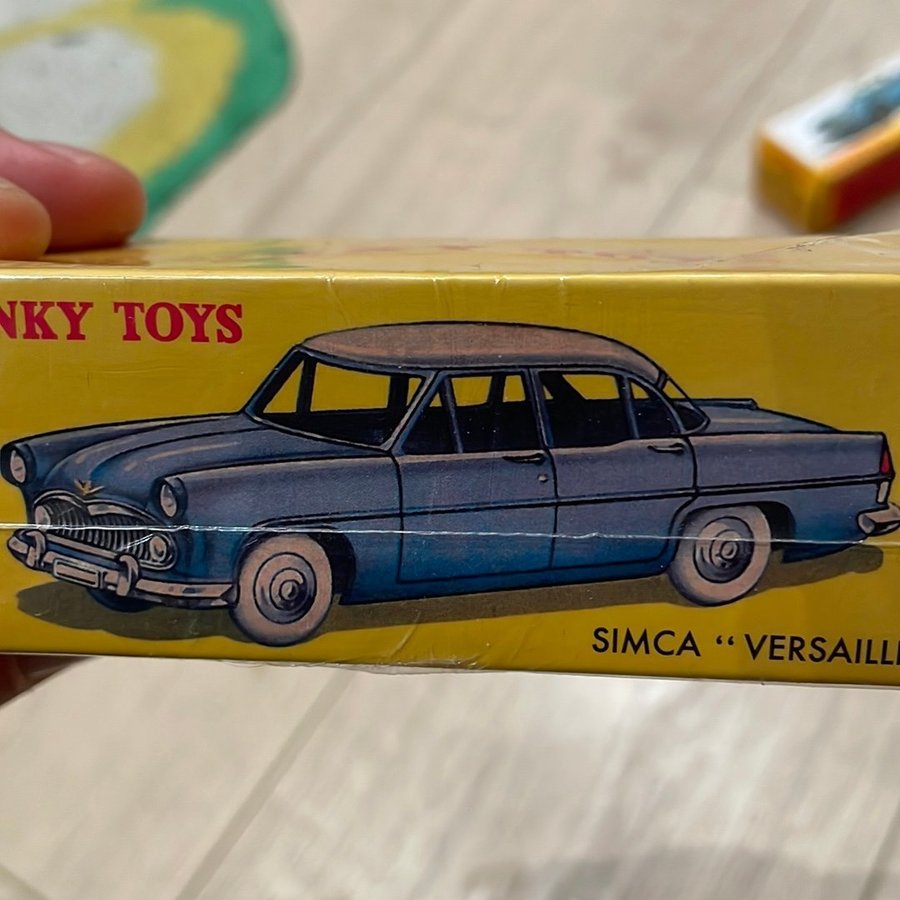 NKY TOYS
SIMCA “ VERSAILL